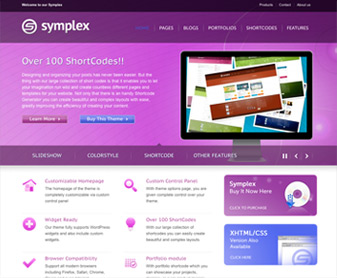 Welcome to our Symplex
Products About us
symplex
HOME PAGES BLOGS PORTFOLIOS SHORTCODES FEATURES
Over 100 ShortCodes!!
Designing and organizing your posts has never been easier. But the
thing with our large collection of short codes is that it enables you to let
your imagination run wild and create countless different pages and
templates for your website. Not only that there is an handy Shortcode
Generator you can create beautiful and complex layouts with ease,
greatly improving the efficiency of creating your content.
Learn More
Buy This Theme
SLIDESHOW COLORSTYLE SHORTCODE OTHER FEATURES
Customizable Homepage
The homepage of the theme
is completely customizable via custom
control panel
Custom Control Panel
With theme options page, you are
given complete control over your
theme.
Symplex
Buy It Now Here
CLICK TO PURCHASE
Widget Ready
Our theme fully supports WordPress
widgets and also include custom
widgets.
Over 100 ShortCodes
With our large collection of
shortcodes you can easily create
beautiful and complex layouts.
XHTML/CSS
Version Also
Available
CLICK HERE TO
Browser Compatibility
Support all modern browsers
including Firefox, Safari, Chrome,
Portfolio module
With portfolio shortcode which
you can showcase your projects.